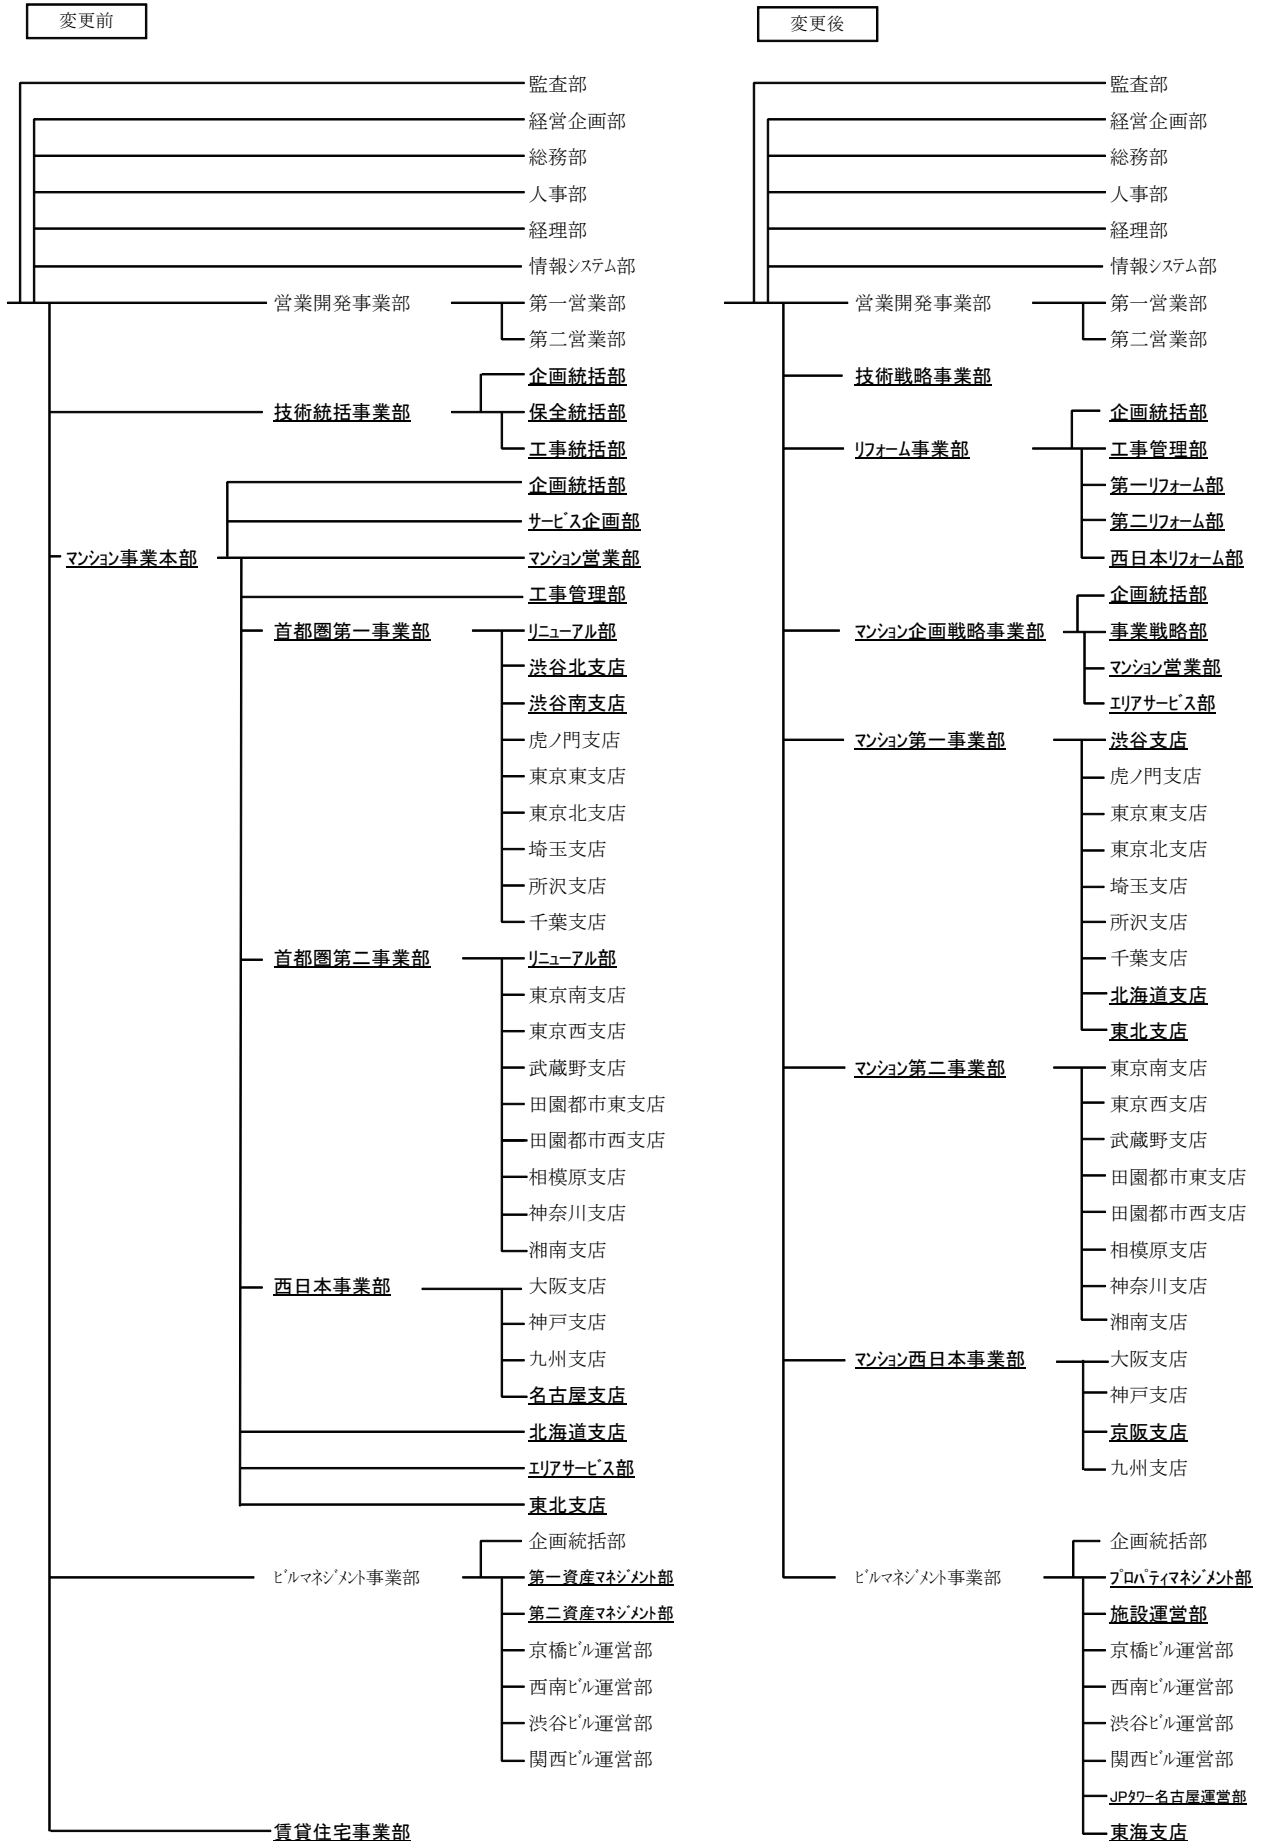 変更前
監査部
経営企画部
総務部
人事部
経理部
情報システム部
営業開発事業部
第一営業部
第二営業部
企画統括部
技術統括事業部
保全統括部
工事統括部
企画統括部
サービス企画部
マンション事業本部
マンション営業部
工事管理部
首都圏第一事業部
リニューアル部
渋谷北支店
渋谷南支店
虎ノ門支店
東京東支店
東京北支店
埼玉支店
所沢支店
千葉支店
首都圏第二事業部
リニューアル部
東京南支店
東京西支店
武蔵野支店
田園都市東支店
田園都市西支店
相模原支店
神奈川支店
湘南支店
西日本事業部
大阪支店
神戸支店
九州支店
名古屋支店
北海道支店
エリアサービス部
東北支店
企画統括部
ビルマネジメント事業部
第一資産マネジメント部
第二資産マネジメント部
京橋ビル運営部
西南ビル運営部
渋谷ビル運営部
関西ビル運営部
賃貸住宅事業部
変更後
監査部
経営企画部
総務部
人事部
経理部
情報システム部
営業開発事業部
第一営業部
第二営業部
技術戦略事業部
企画統括部
リフォーム事業部
工事管理部
第一リフォーム部
第二リフォーム部
西日本リフォーム部
企画統括部
マンション企画戦略事業部
事業戦略部
マンション営業部
エリアサービス部
マンション第一事業部
渋谷支店
虎ノ門支店
東京東支店
東京北支店
埼玉支店
所沢支店
千葉支店
北海道支店
東北支店
マンション第二事業部
東京南支店
東京西支店
武蔵野支店
田園都市東支店
田園都市西支店
相模原支店
神奈川支店
湘南支店
マンション西日本事業部
大阪支店
神戸支店
京阪支店
九州支店
企画統括部
ビルマネジメント事業部
プロパティマネジメント部
施設運営部
京橋ビル運営部
西南ビル運営部
渋谷ビル運営部
関西ビル運営部
JPタワー名古屋運営部
東海支店